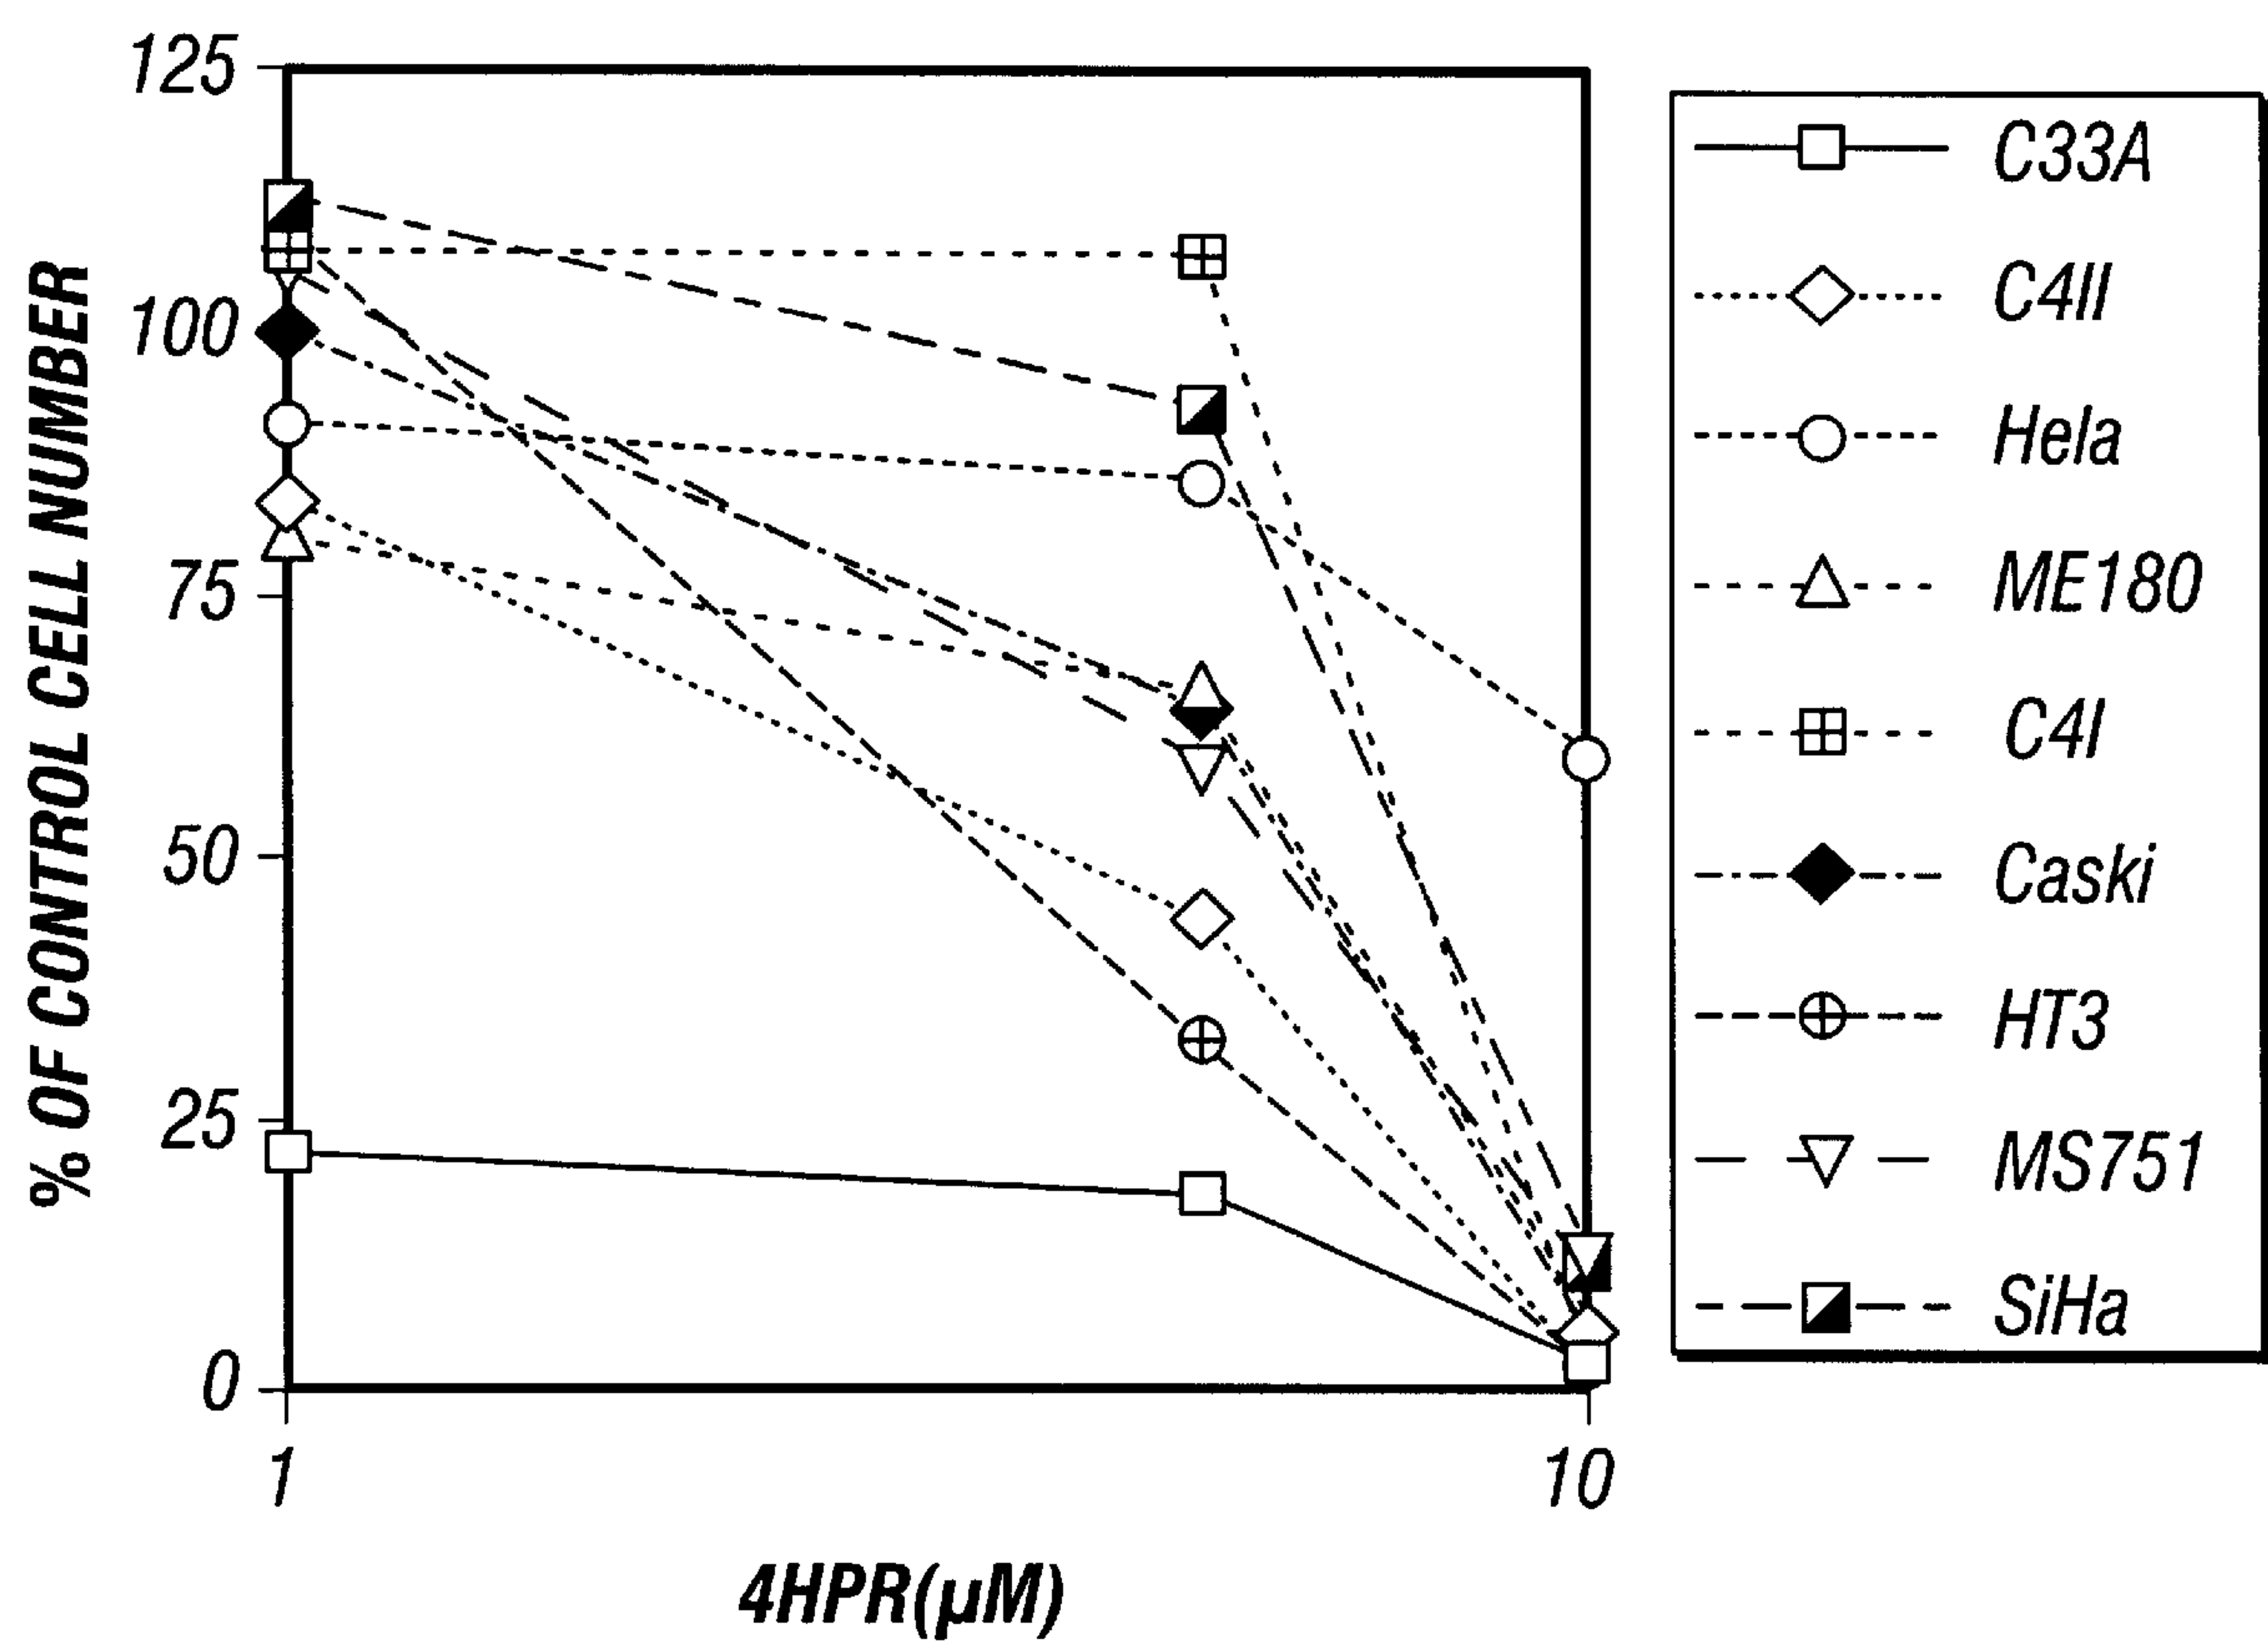 % OF CONTROL CELL NUMBER
125
100
75
50
25
0
1
10
4HPR(μM)
C33A
C4II
Hela
ME180
C4I
Caski
HT3
MS751
SiHa